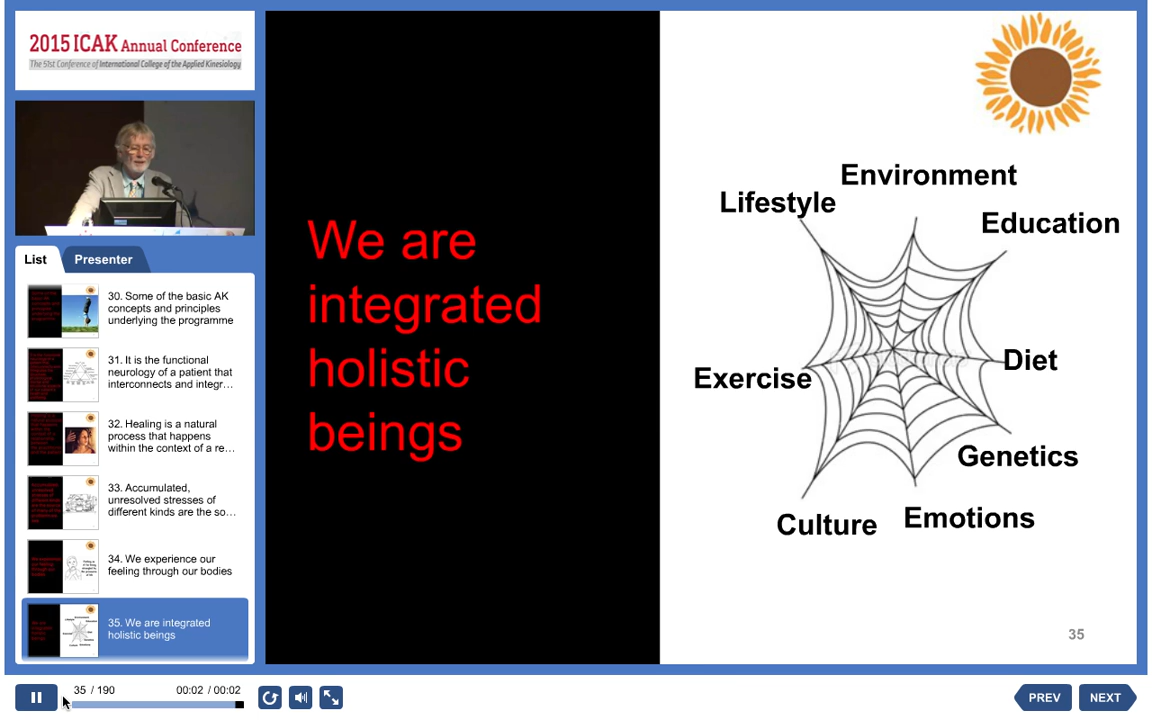 2015 ICAK Annual Conference
The 51st Conference of International College of the Applied Kinesiology
List
Presenter
30. Some of the basic AK
concepts and principles
underlying the programme
31. It is the functional
neurology of a patient that
interconnects and integr...
32. Healing is a natural
process that happens
within the context of a re...
33. Accumulated,
unresolved stresses of
different kinds are the so...
34. We experience our
feeling through our bodies
35. We are integrated
holistic beings
We are
integrated
holistic
beings
Environment
Lifestyle
Education
Exercise
Diet
Genetics
Culture
Emotions
35
35 / 190
00:02 / 00:02
PREV
NEXT